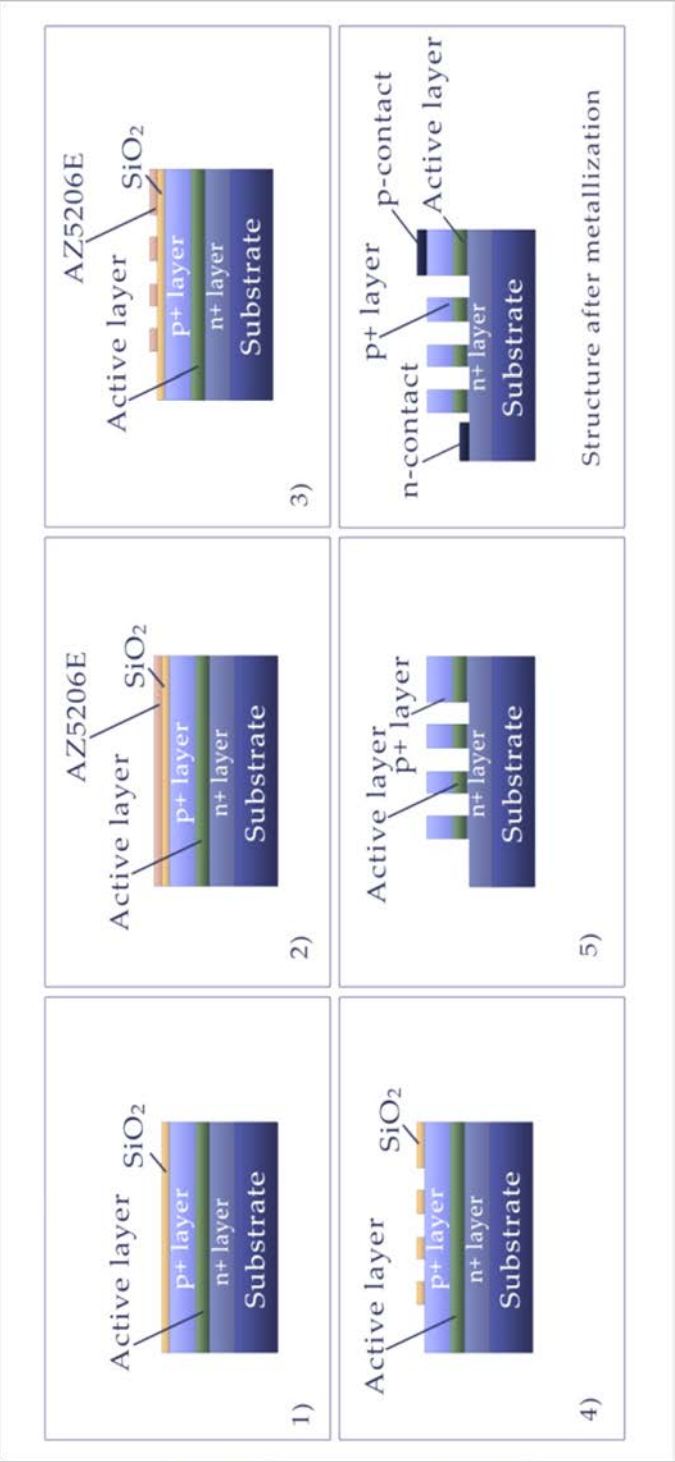 Active layer
SiO₂
p+ layer
n+ layer
Substrate
1)
AZ5206E
Active layer
SiO₂
p+ layer
n+ layer
Substrate
2)
AZ5206E
Active layer
SiO₂
p+ layer
n+ layer
Substrate
3)
Active layer
SiO₂
p+ layer
n+ layer
Substrate
4)
Active layer
p+ layer
n+ layer
Substrate
5)
p+ layer
p-contact
n-contact
Active layer
n+ layer
Substrate
Structure after metallization